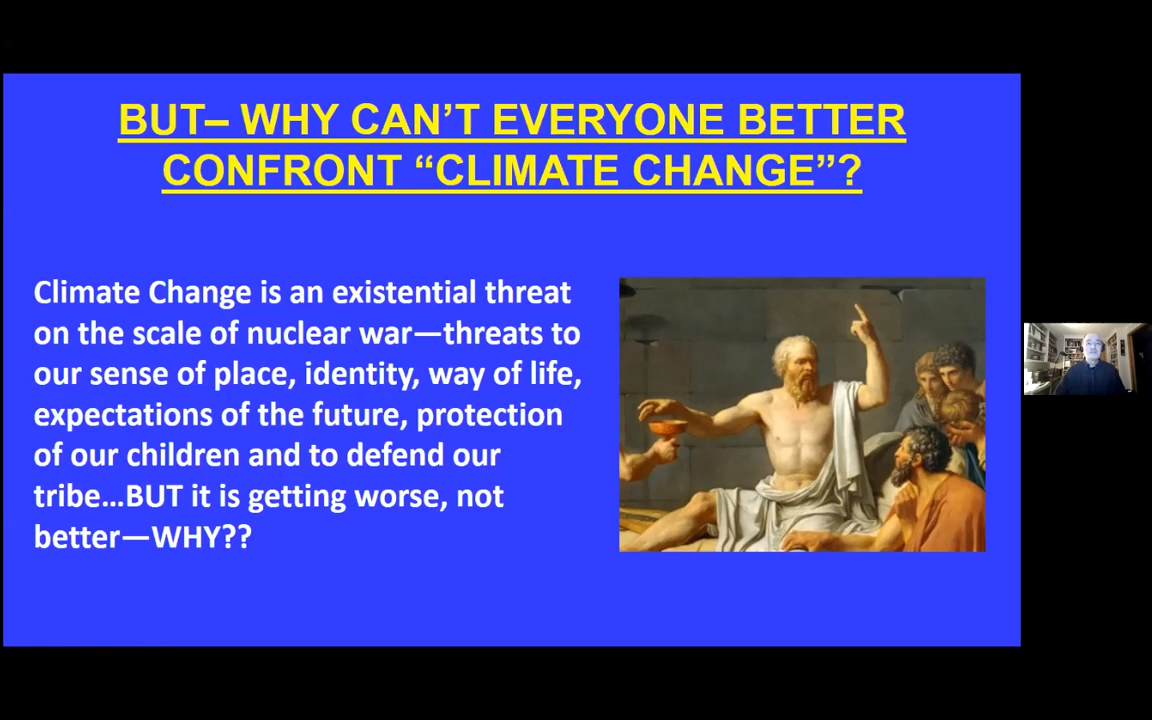 BUT– WHY CAN’T EVERYONE BETTER
CONFRONT “CLIMATE CHANGE”?
Climate Change is an existential threat
on the scale of nuclear war—threats to
our sense of place, identity, way of life,
expectations of the future, protection
of our children and to defend our
tribe…BUT it is getting worse, not
better—WHY??